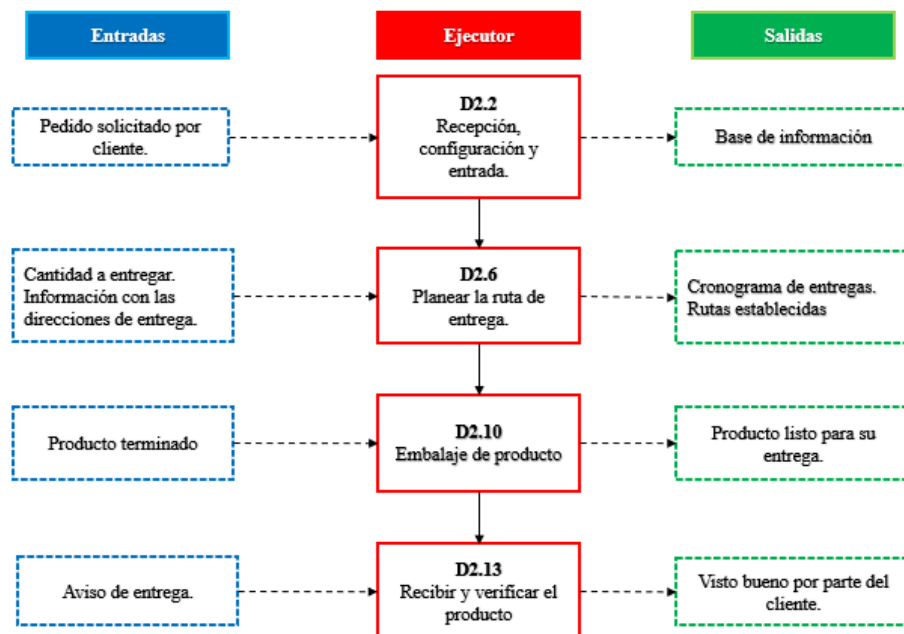 Entradas
Ejecutor
Salidas
Pedido solicitado por
cliente.
D2.2
Recepción,
configuración y
entrada.
Base de información
Cantidad a entregar.
Información con las
direcciones de entrega.
D2.6
Planear la ruta de
entrega.
Cronograma de entregas.
Rutas establecidas
Producto terminado
D2.10
Embalaje de producto
Producto listo para su
entrega.
Aviso de entrega.
D2.13
Recibir y verificar el
producto
Visto bueno por parte del
cliente.